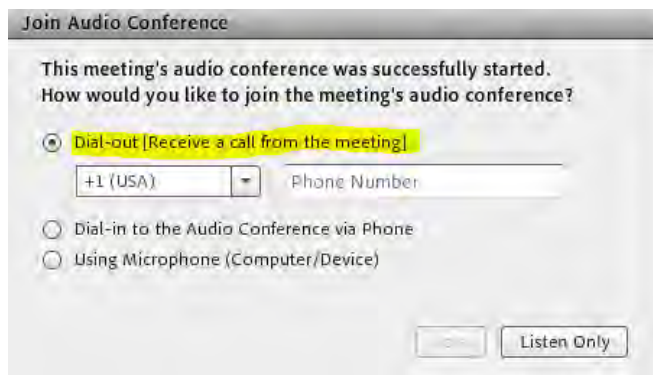 Join Audio Conference
This meeting's audio conference was successfully started.
How would you like to join the meeting's audio conference?
Dial-out [Receive a call from the meeting]
+1 (USA)
Phone Number
Dial-in to the Audio Conference via Phone
Using Microphone (Computer/Device)
Listen Only